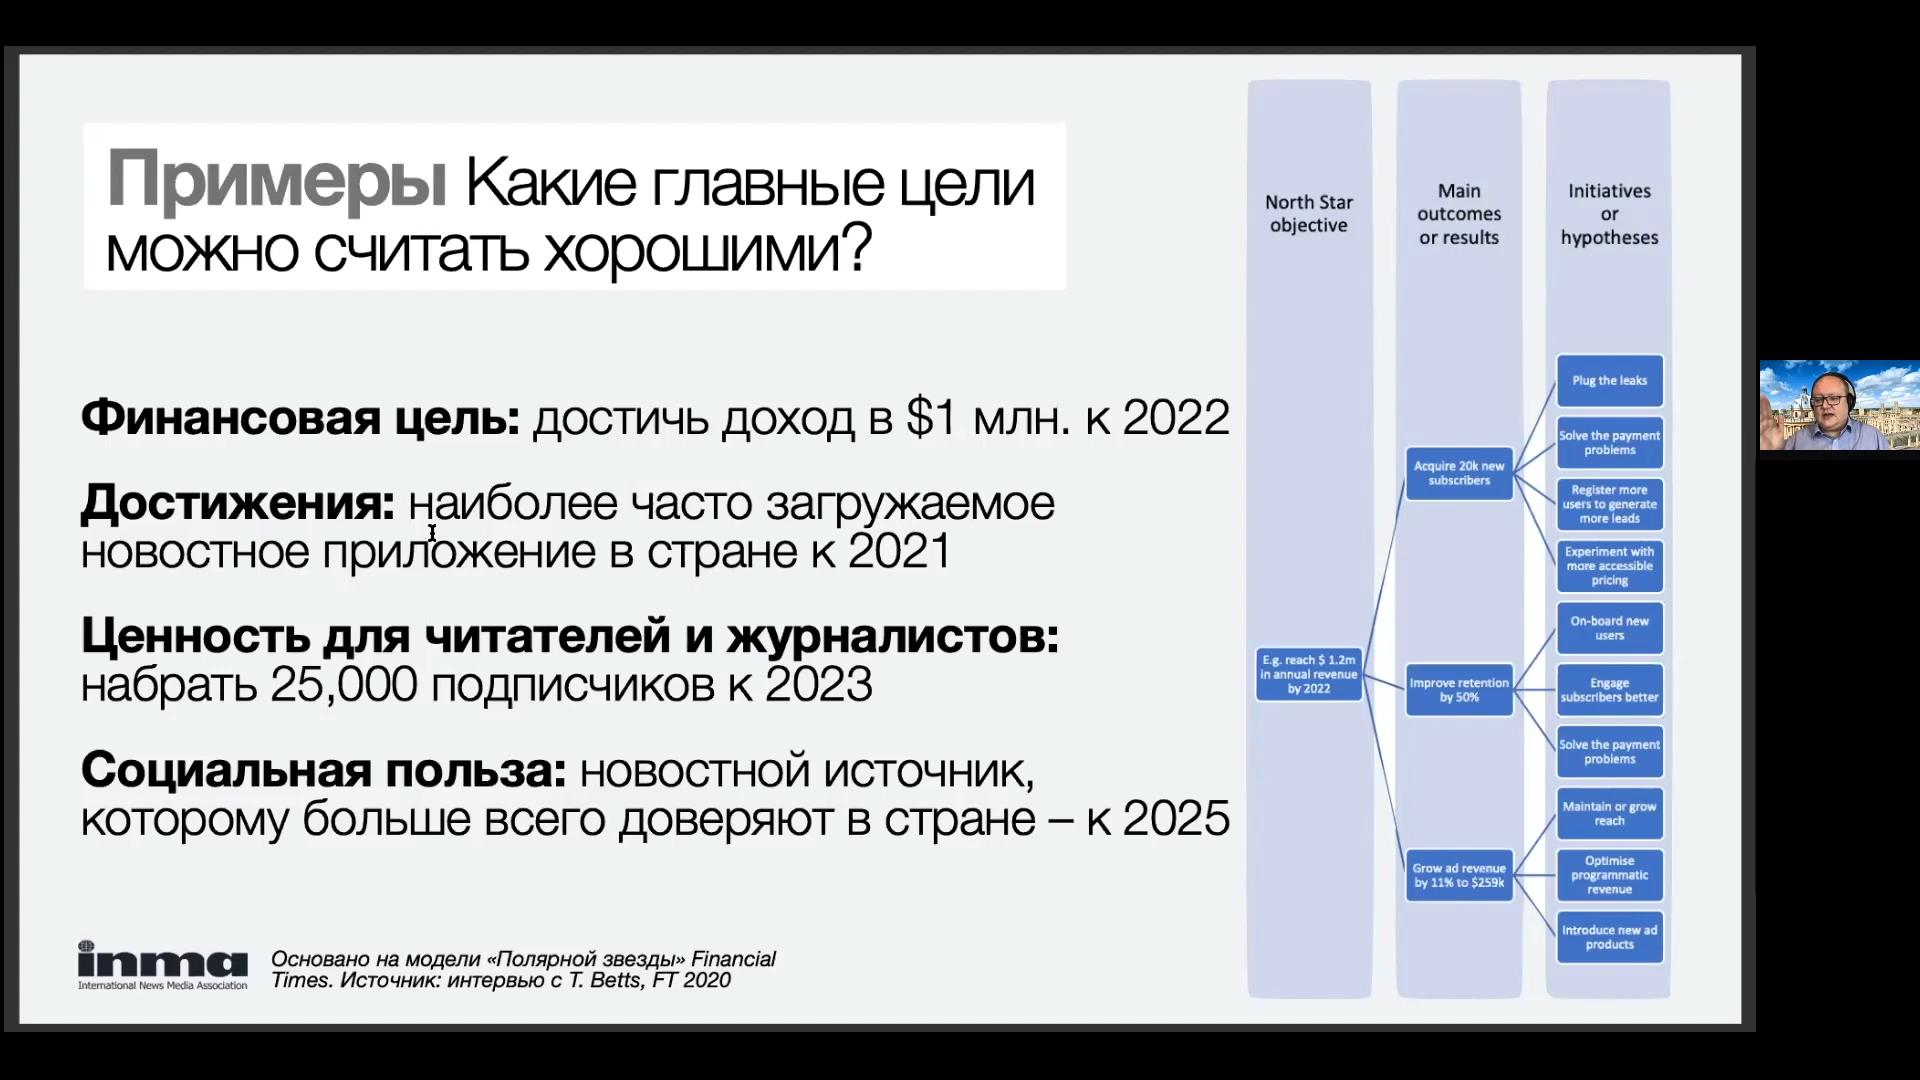 Примеры Какие главные цели
можно считать хорошими?
Финансовая цель: достичь доход в $1 млн. к 2022
Достижения: наиболее часто загружаемое
новостное приложение в стране к 2021
Ценность для читателей и журналистов:
набрать 25,000 подписчиков к 2023
Социальная польза: новостной источник,
которому больше всего доверяют в стране – к 2025
inma
International News Media Association
Основано на модели «Полярной звезды» Financial
Times. Источник: интервью с T. Betts, FT 2020
North Star
objective
E.g. reach $ 1.2m
in annual revenue
by 2022
Main
outcomes
or results
Acquire 20k new
subscribers
Improve retention
by 50%
Grow ad revenue
by 11% to $259k
Initiatives
or
hypotheses
Plug the leaks
Solve the payment
problems
Register more
users to generate
more leads
Experiment with
more accessible
pricing
On-board new
users
Engage
subscribers better
Solve the payment
problems
Maintain or grow
reach
Optimise
programmatic
revenue
Introduce new ad
products